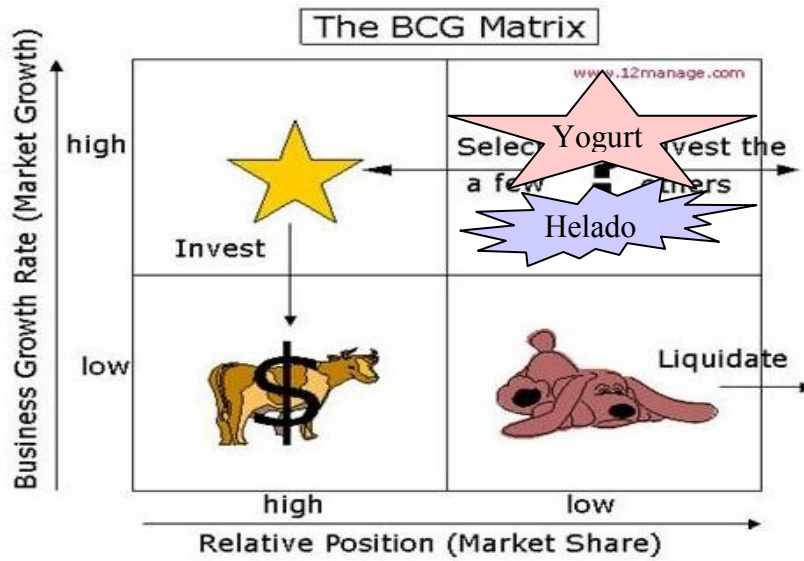 The BCG Matrix
www.12manage.com
Business Growth Rate (Market Growth)
high
Yogurt
Selec vest the
a few others
Helado
Invest
low
Liquidate
$
high low
Relative Position (Market Share)